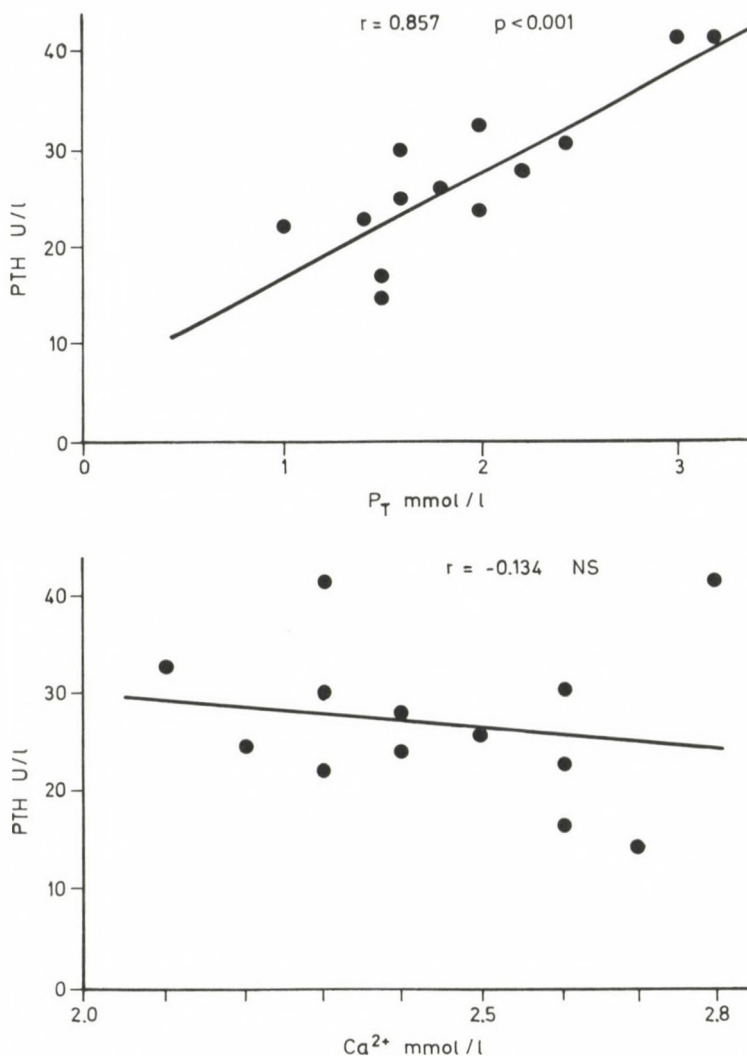 r = 0.857 p < 0.001
40
30
20
10
0
PTH U/l
0 1 2 3
P_T mmol / l
r = -0.134 NS
40
30
20
10
0
PTH U/l
2.0 2.5 2.8
Ca²⁺ mmol / l